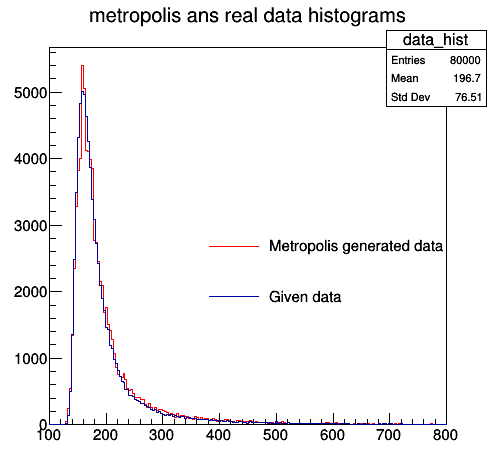 metropolis ans real data histograms
data_hist
Entries 80000
Mean 196.7
Std Dev 76.51
5000
4000
3000
2000
1000
0
Metropolis generated data
Given data
100 200 300 400 500 600 700 800